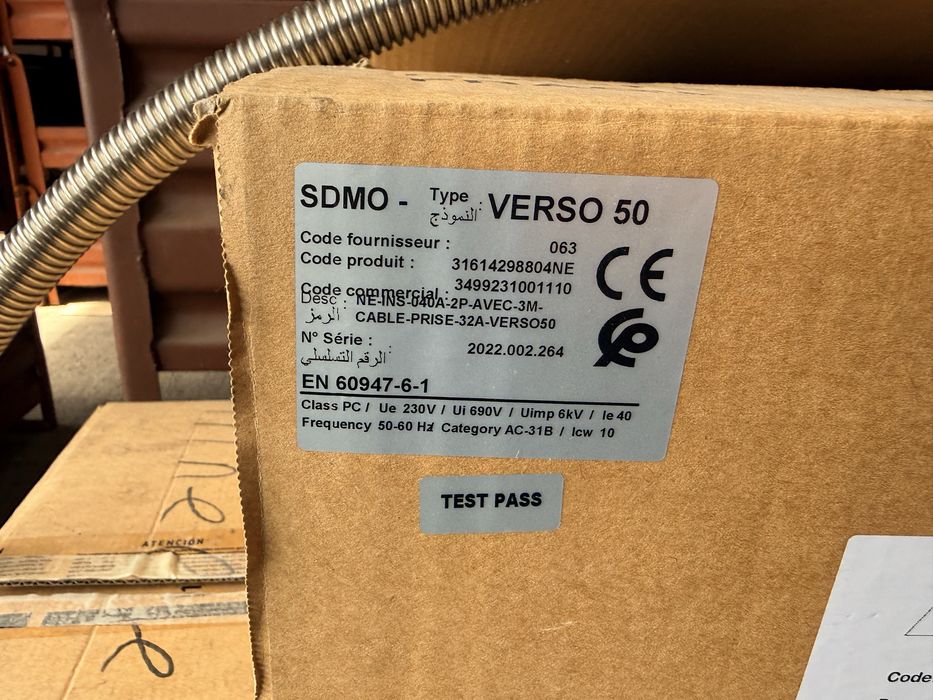 SDMO - Type : VERSO 50
النموذج
Code fournisseur : 063
Code produit : 31614298804NE
Code commercial : 3499231001110
Desc : NE-INS-040A-2P-AVEC-3M-
الرمز CABLE-PRISE-32A-VERSO50
N° Série : 2022.002.264
الرقم التسلسلي :
EN 60947-6-1
Class PC / Ue 230V / Ui 690V / Uimp 6kV / Ie 40
Frequency 50-60 Hz / Category AC-31B / Icw 10
CE
TEST PASS
ATENCIÓN
Code